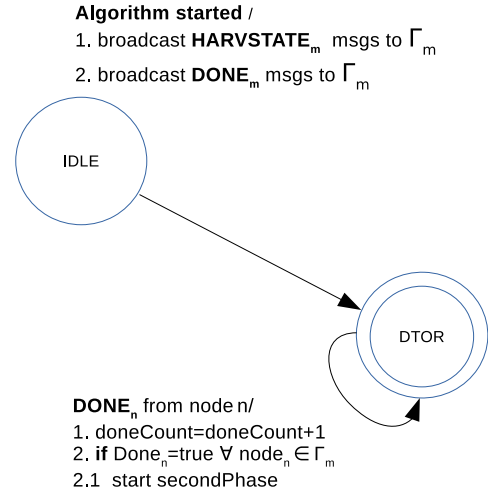 Algorithm started /
1. broadcast HARVSTATEₘ msgs to Γₘ
2. broadcast DONEₘ msgs to Γₘ
IDLE
DTOR
DONEₙ from node n/
1. doneCount=doneCount+1
2. if Doneₙ=true ∀ nodeₙ ∈ Γₘ
2.1 start secondPhase